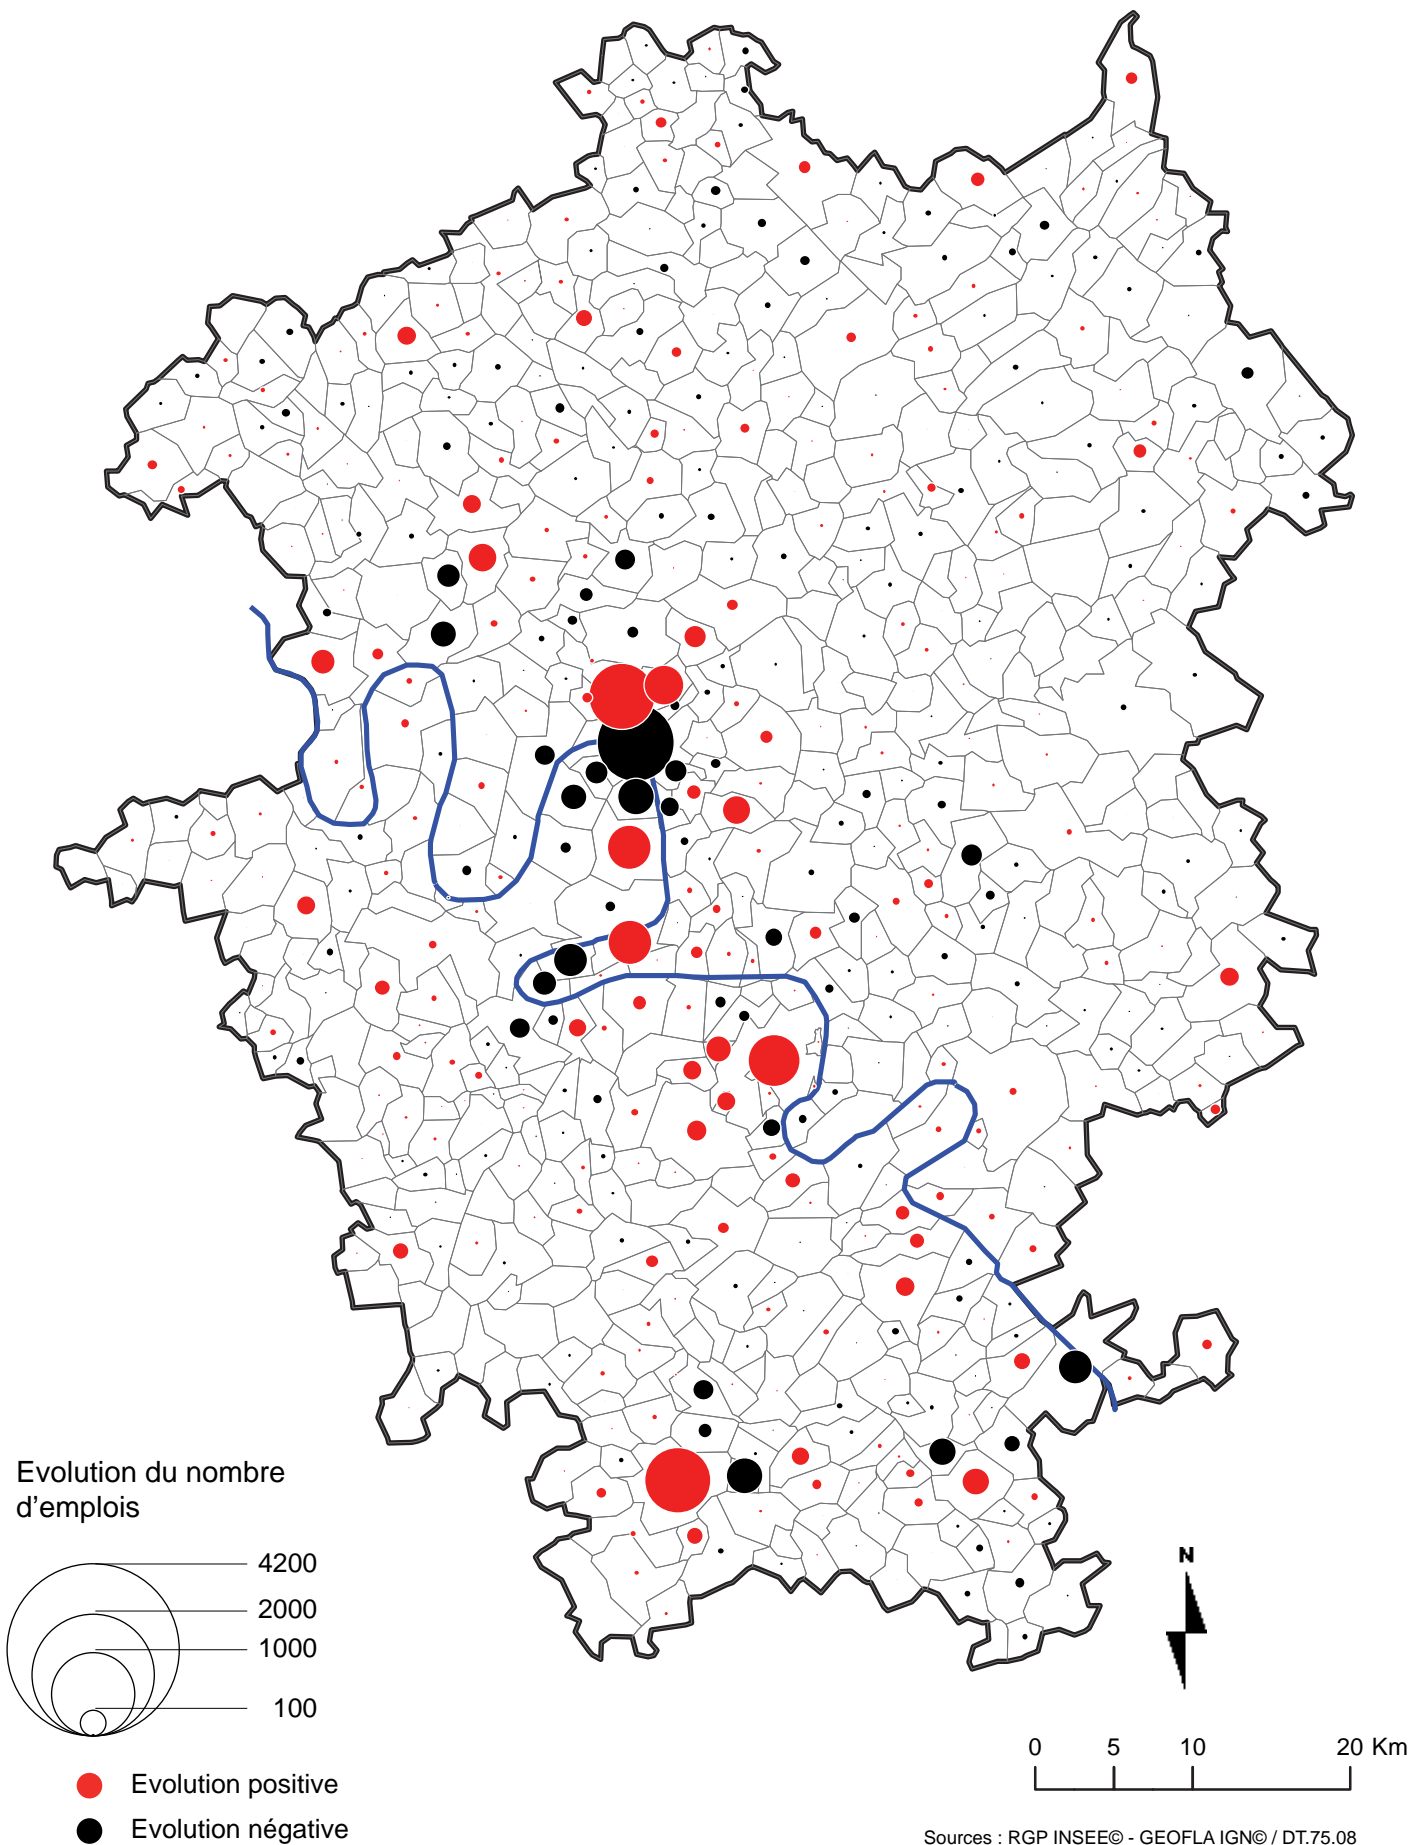 Evolution du nombre
d'emplois
4200
2000
1000
100
Evolution positive
Evolution négative
N
0 5 10 20 Km
Sources : RGP INSEE© - GEOFLA IGN© / DT.75.08